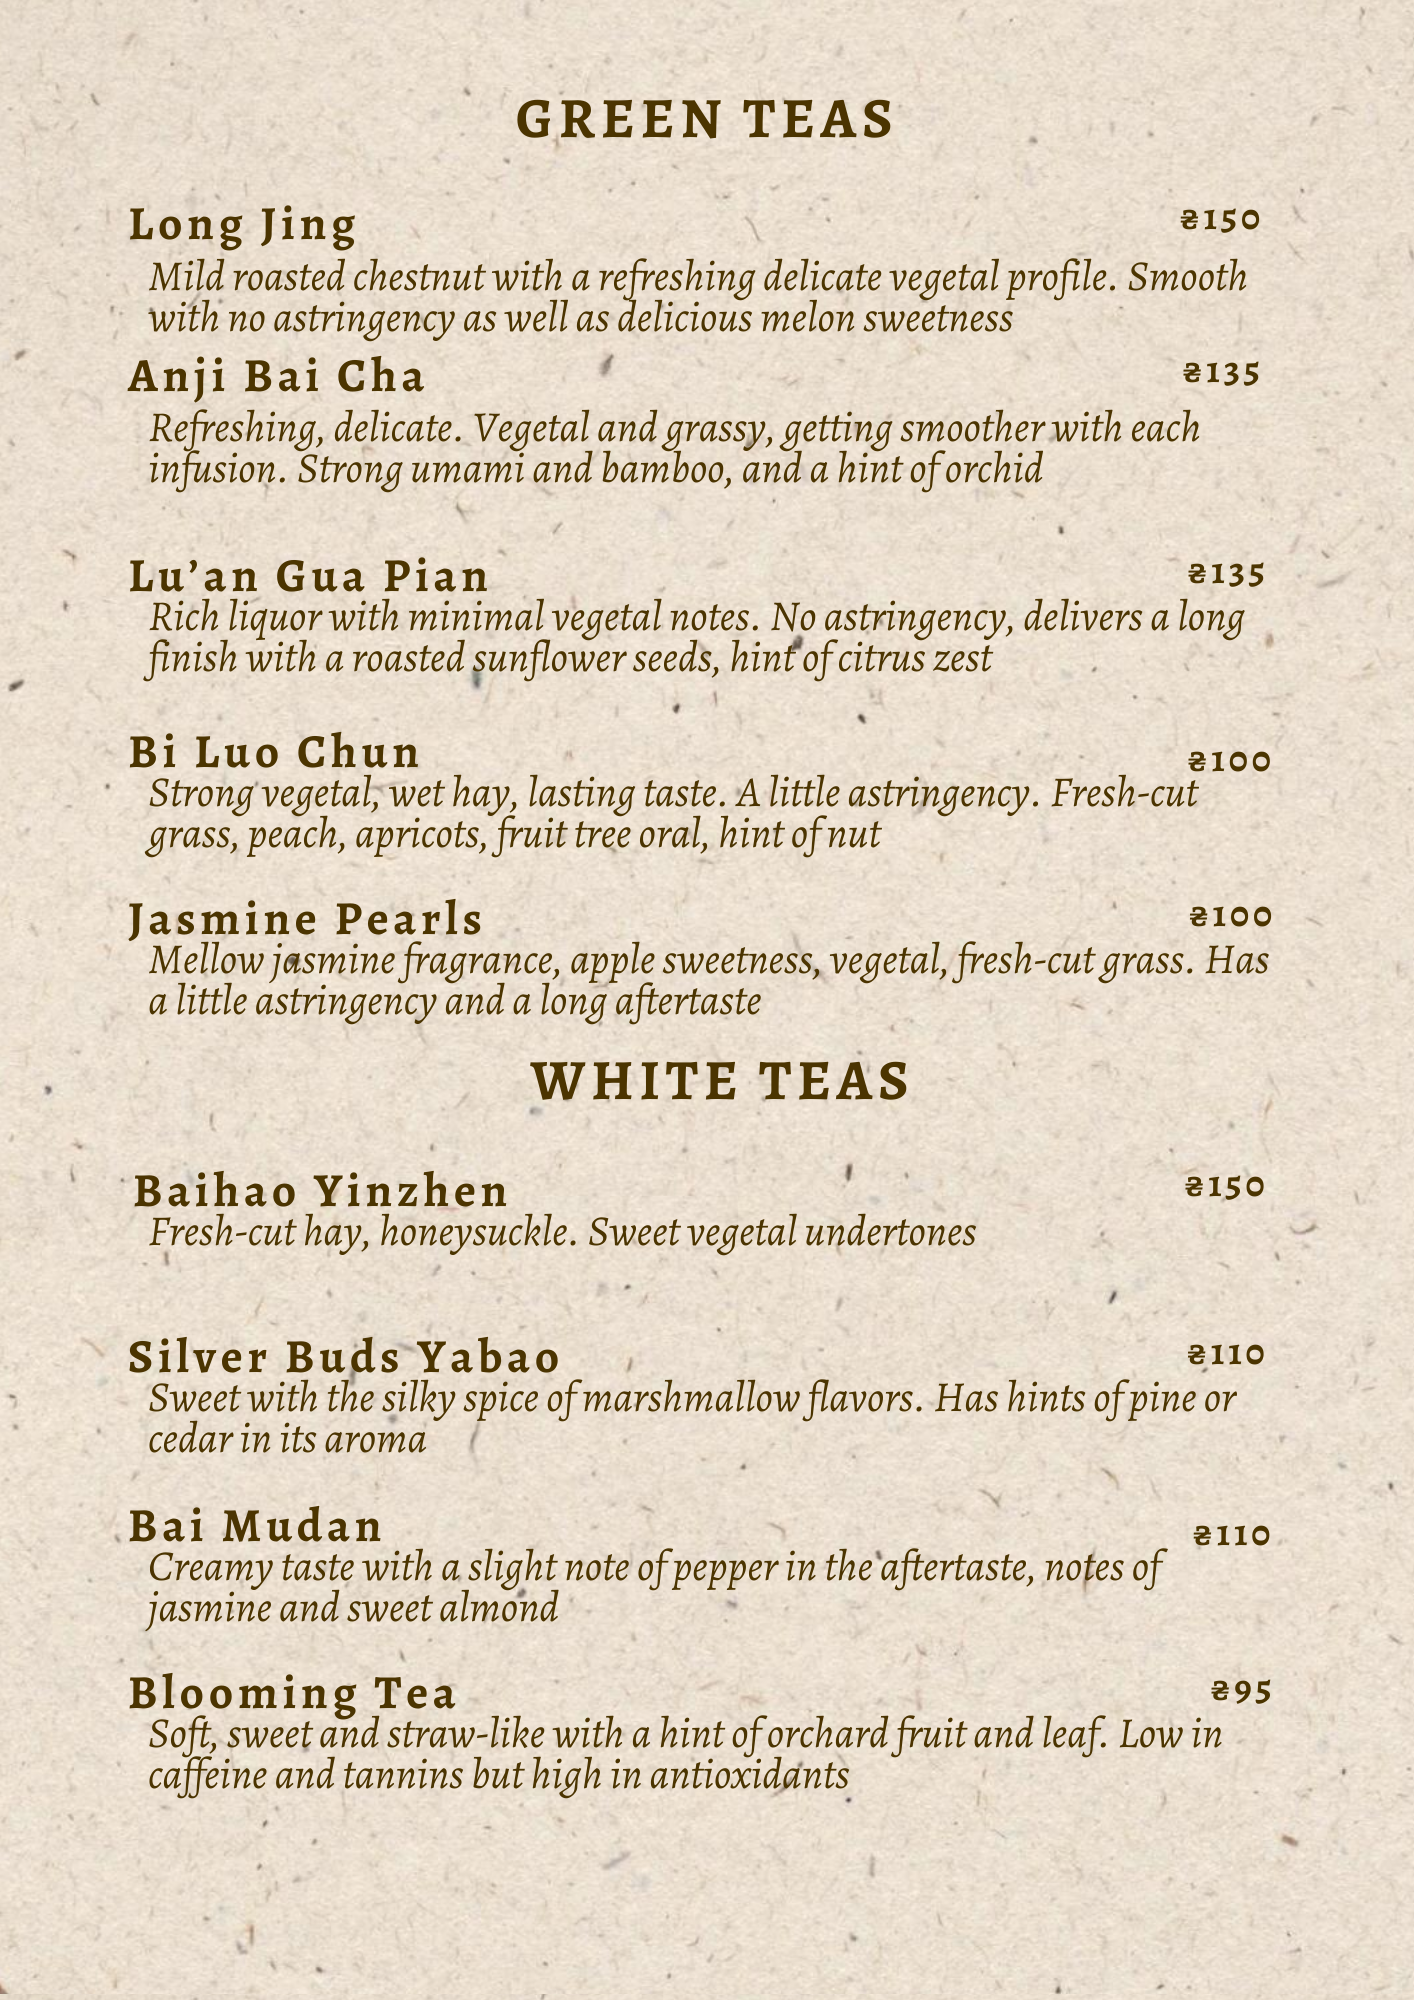 GREEN TEAS
Long Jing ₴150
Mild roasted chestnut with a refreshing delicate vegetal profile. Smooth
with no astringency as well as delicious melon sweetness
Anji Bai Cha ₴135
Refreshing, delicate. Vegetal and grassy, getting smoother with each
infusion. Strong umami and bamboo, and a hint of orchid
Lu’an Gua Pian ₴135
Rich liquor with minimal vegetal notes. No astringency, delivers a long
finish with a roasted sunflower seeds, hint of citrus zest
Bi Luo Chun ₴100
Strong vegetal, wet hay, lasting taste. A little astringency. Fresh-cut
grass, peach, apricots, fruit tree oral, hint of nut
Jasmine Pearls ₴100
Mellow jasmine fragrance, apple sweetness, vegetal, fresh-cut grass. Has
a little astringency and a long aftertaste
WHITE TEAS
Baihao Yinzhen ₴150
Fresh-cut hay, honeysuckle. Sweet vegetal undertones
Silver Buds Yabao ₴110
Sweet with the silky spice of marshmallow flavors. Has hints of pine or
cedar in its aroma
Bai Mudan ₴110
Creamy taste with a slight note of pepper in the aftertaste, notes of
jasmine and sweet almond
Blooming Tea ₴95
Soft, sweet and straw-like with a hint of orchard fruit and leaf. Low in
caffeine and tannins but high in antioxidants